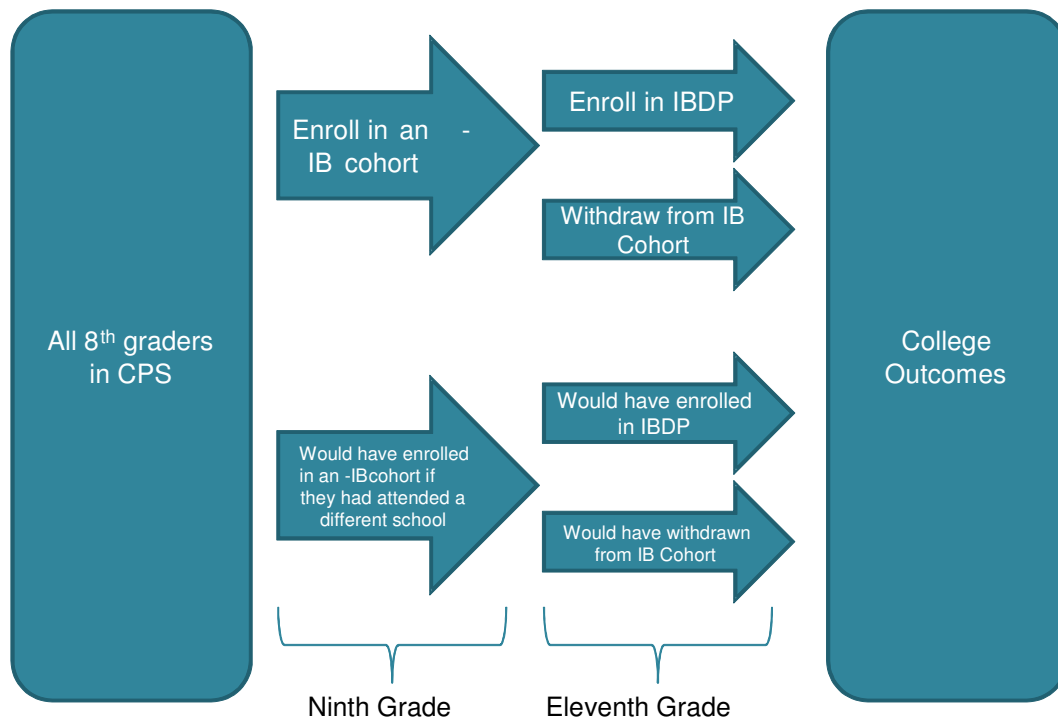 All 8th graders
in CPS
Enroll in an -
IB cohort
Enroll in IBDP
Withdraw from IB
Cohort
Would have enrolled
in an -IBcohort if
they had attended a
different school
Would have enrolled
in IBDP
Would have withdrawn
from IB Cohort
College
Outcomes
Ninth Grade
Eleventh Grade